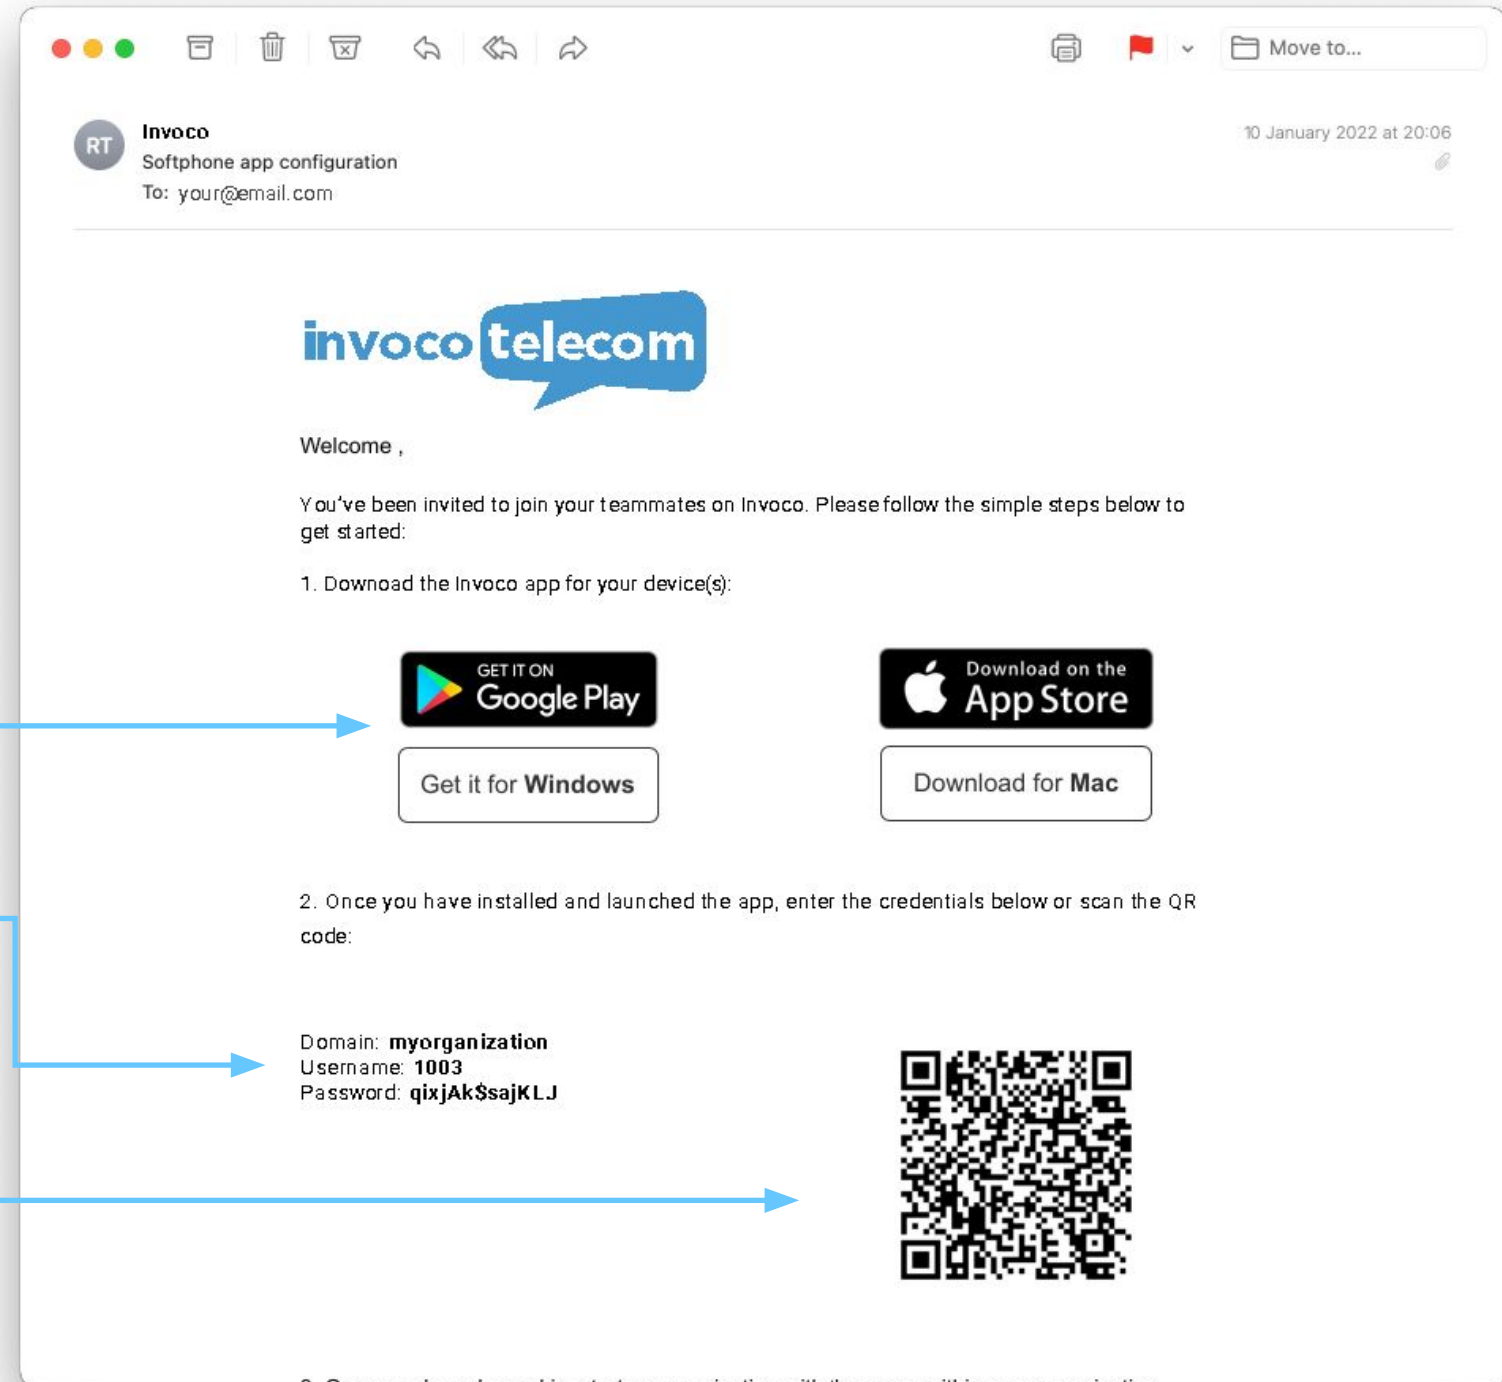 Move to...
RT
Invoco
10 January 2022 at 20:06
Softphone app configuration
To: your@email.com
invoco telecom
Welcome ,
You've been invited to join your teammates on Invoco. Please follow the simple steps below to
get started:
1. Downoad the Invoco app for your device(s):
GET IT ON
Google Play
Download on the
App Store
Get it for Windows
Download for Mac
2. Once you have installed and launched the app, enter the credentials below or scan the QR
code:
Domain: myorganization
Username: 1003
Password: qixjAk$sajKLJ